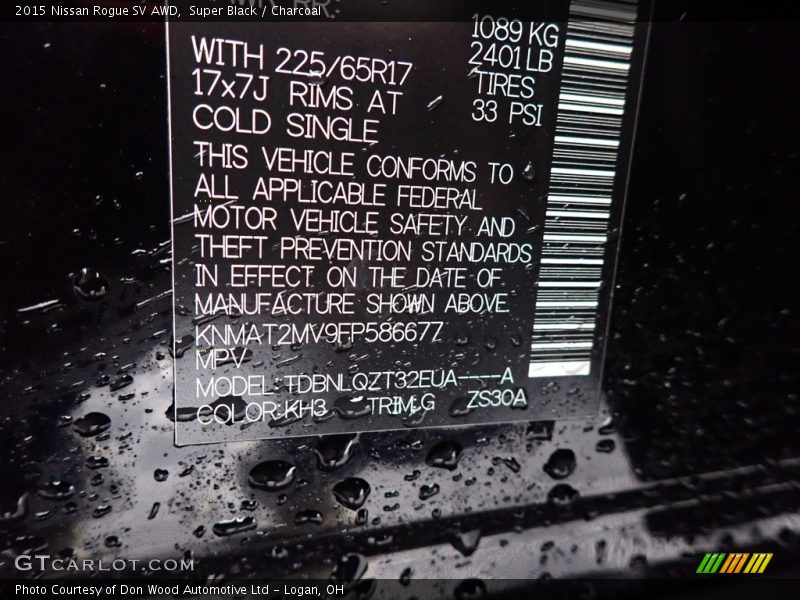 2015 Nissan Rogue SV AWD,  Super Black / Charcoal
1089 KG
2401 LB
WITH 225/65R17 TIRES
17x7J RIMS AT 33 PSI
COLD SINGLE
THIS VEHICLE CONFORMS TO
ALL APPLICABLE FEDERAL
MOTOR VEHICLE SAFETY AND
THEFT PREVENTION STANDARDS
IN EFFECT ON THE DATE OF
MANUFACTURE SHOWN ABOVE
KNMAT2MV9FP586677
MPV
MODEL:TDBNLQZT32EUA----A
COLOR:KH3 TRIM:G ZS30A
GTCARLOT.COM
Photo Courtesy of Don Wood Automotive Ltd - Logan, OH